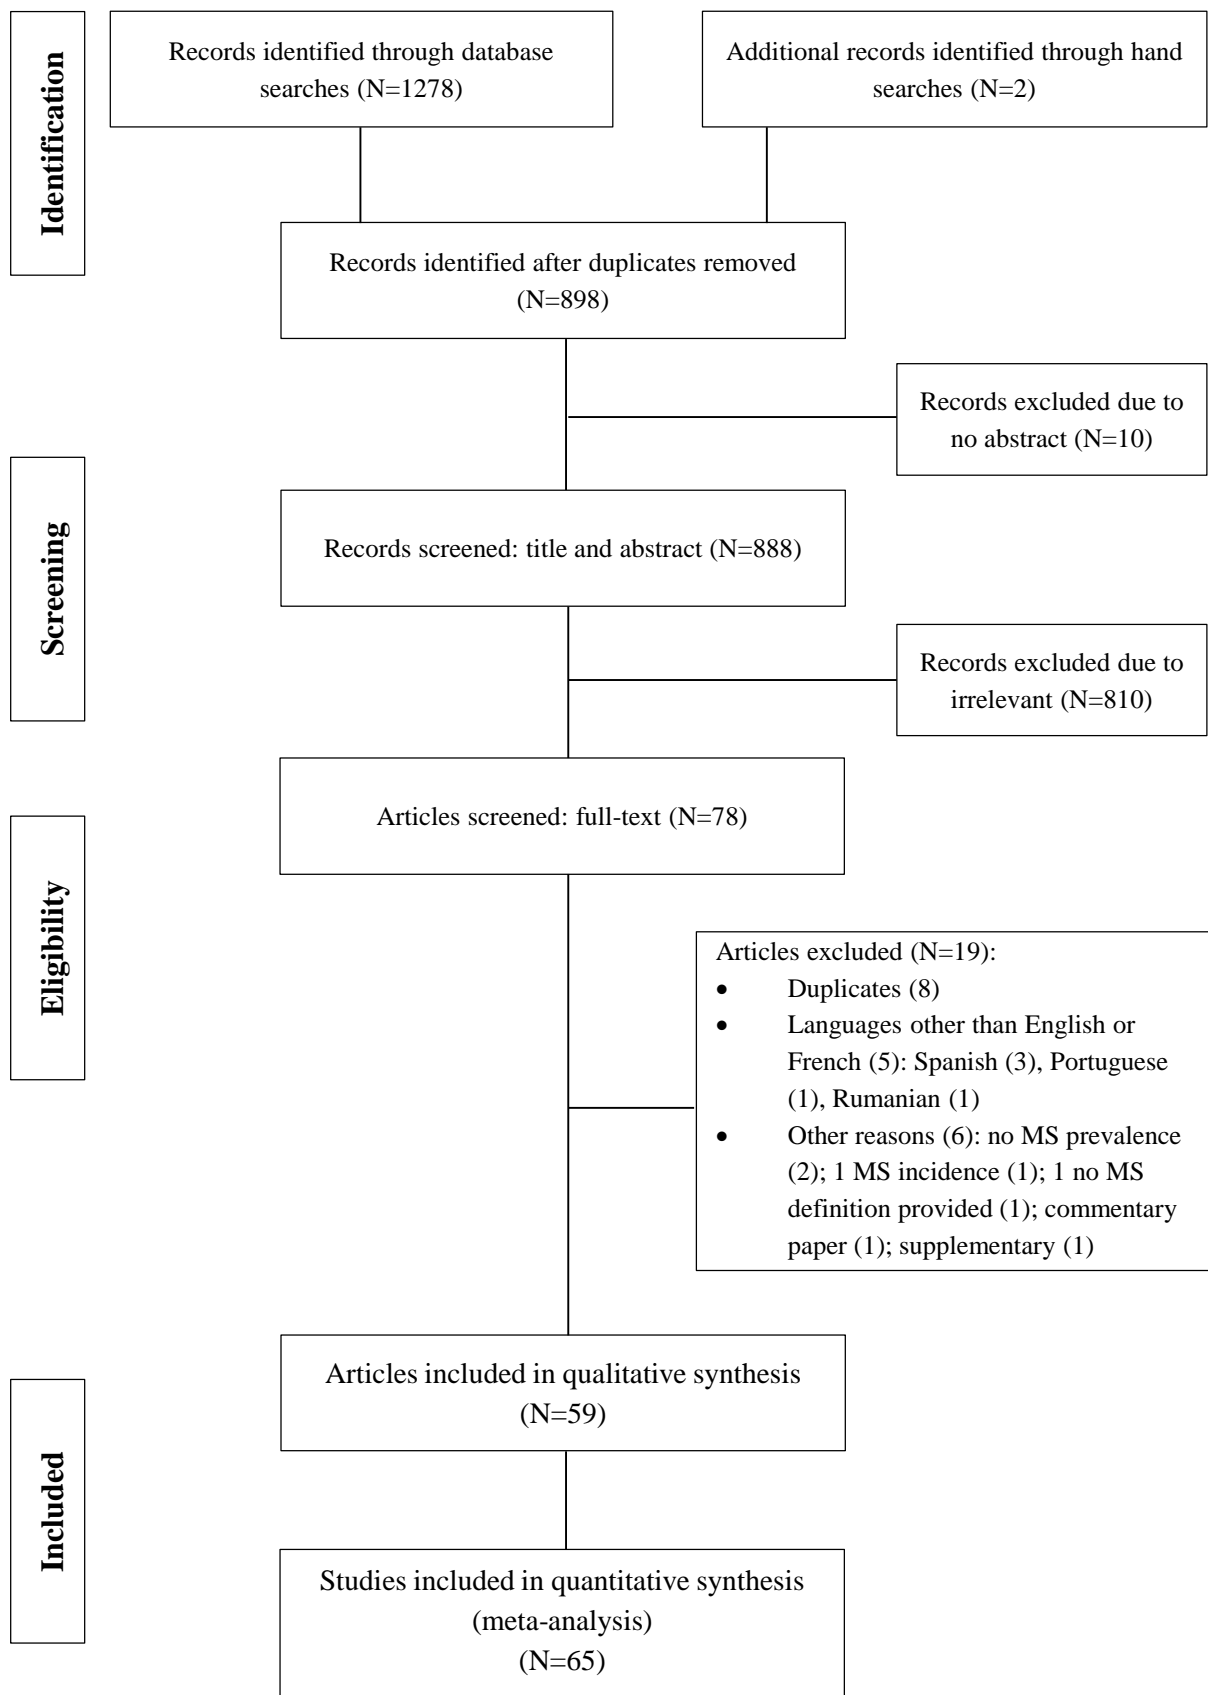 Identification
Records identified through database
searches (N=1278)
Additional records identified through hand
searches (N=2)
Records identified after duplicates removed
(N=898)
Records excluded due to
no abstract (N=10)
Screening
Records screened: title and abstract (N=888)
Records excluded due to
irrelevant (N=810)
Articles screened: full-text (N=78)
Eligibility
Articles excluded (N=19):
• Duplicates (8)
• Languages other than English or
French (5): Spanish (3), Portuguese
(1), Rumanian (1)
• Other reasons (6): no MS prevalence
(2); 1 MS incidence (1); 1 no MS
definition provided (1); commentary
paper (1); supplementary (1)
Included
Articles included in qualitative synthesis
(N=59)
Studies included in quantitative synthesis
(meta-analysis)
(N=65)